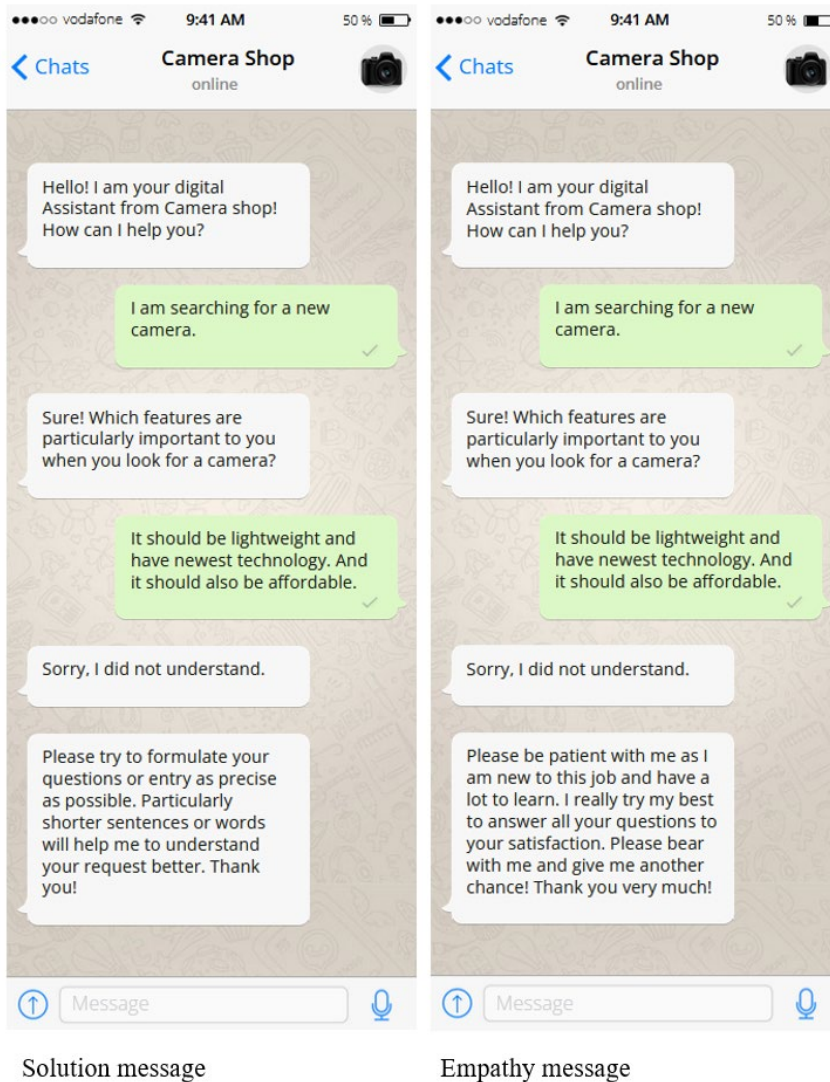 vodafone 9:41 AM 50 %
Chats
Camera Shop
online
Hello! I am your digital
Assistant from Camera shop!
How can I help you?
I am searching for a new
camera.
Sure! Which features are
particularly important to you
when you look for a camera?
It should be lightweight and
have newest technology. And
it should also be affordable.
Sorry, I did not understand.
Please try to formulate your
questions or entry as precise
as possible. Particularly
shorter sentences or words
will help me to understand
your request better. Thank
you!
Message
Solution message
vodafone 9:41 AM 50 %
Chats
Camera Shop
online
Hello! I am your digital
Assistant from Camera shop!
How can I help you?
I am searching for a new
camera.
Sure! Which features are
particularly important to you
when you look for a camera?
It should be lightweight and
have newest technology. And
it should also be affordable.
Sorry, I did not understand.
Please be patient with me as I
am new to this job and have a
lot to learn. I really try my best
to answer all your questions to
your satisfaction. Please bear
with me and give me another
chance! Thank you very much!
Message
Empathy message